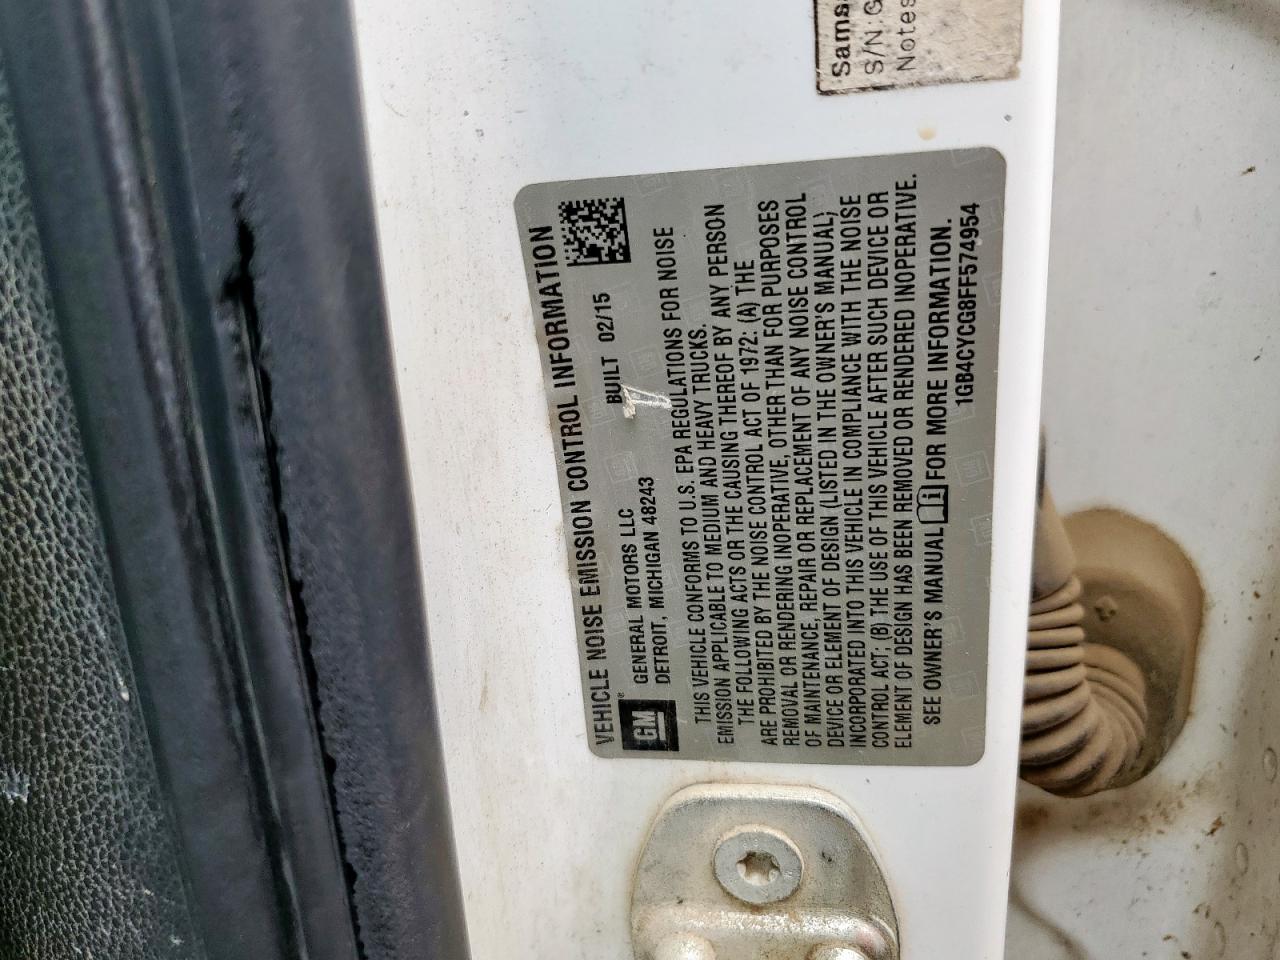 Sams
S/N:G
Notes
VEHICLE NOISE EMISSION CONTROL INFORMATION
GM®
GENERAL MOTORS LLC
DETROIT, MICHIGAN 48243
BUILT 02/15
THIS VEHICLE CONFORMS TO U.S. EPA REGULATIONS FOR NOISE
EMISSION APPLICABLE TO MEDIUM AND HEAVY TRUCKS.
THE FOLLOWING ACTS OR THE CAUSING THEREOF BY ANY PERSON
ARE PROHIBITED BY THE NOISE CONTROL ACT OF 1972: (A) THE
REMOVAL OR RENDERING INOPERATIVE, OTHER THAN FOR PURPOSES
OF MAINTENANCE, REPAIR OR REPLACEMENT OF ANY NOISE CONTROL
DEVICE OR ELEMENT OF DESIGN (LISTED IN THE OWNER'S MANUAL)
INCORPORATED INTO THIS VEHICLE IN COMPLIANCE WITH THE NOISE
CONTROL ACT; (B) THE USE OF THIS VEHICLE AFTER SUCH DEVICE OR
ELEMENT OF DESIGN HAS BEEN REMOVED OR RENDERED INOPERATIVE.
SEE OWNER'S MANUAL i FOR MORE INFORMATION.
1GB4CYCG8FF574954